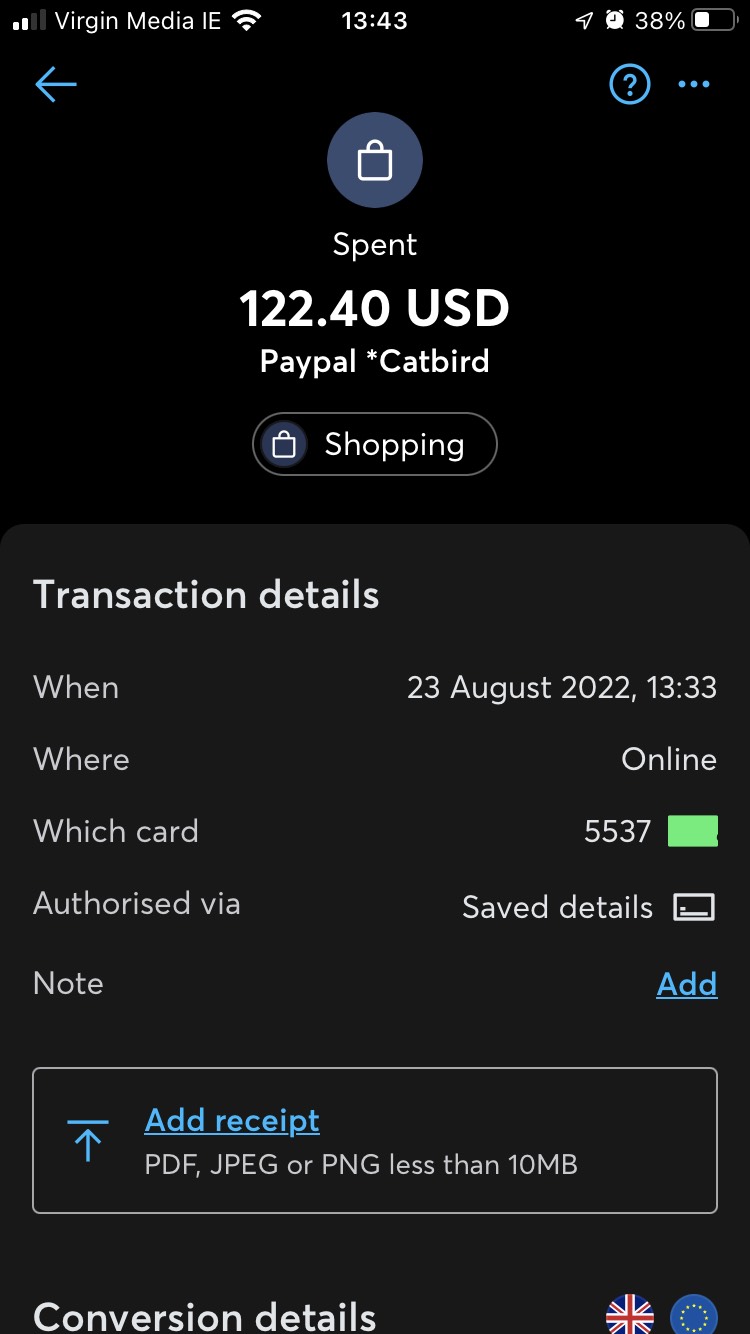 Virgin Media IE 13:43 38%
?
Spent
122.40 USD
Paypal *Catbird
Shopping
Transaction details
When 23 August 2022, 13:33
Where Online
Which card 5537
Authorised via Saved details
Note Add
Add receipt
PDF, JPEG or PNG less than 10MB
Conversion details